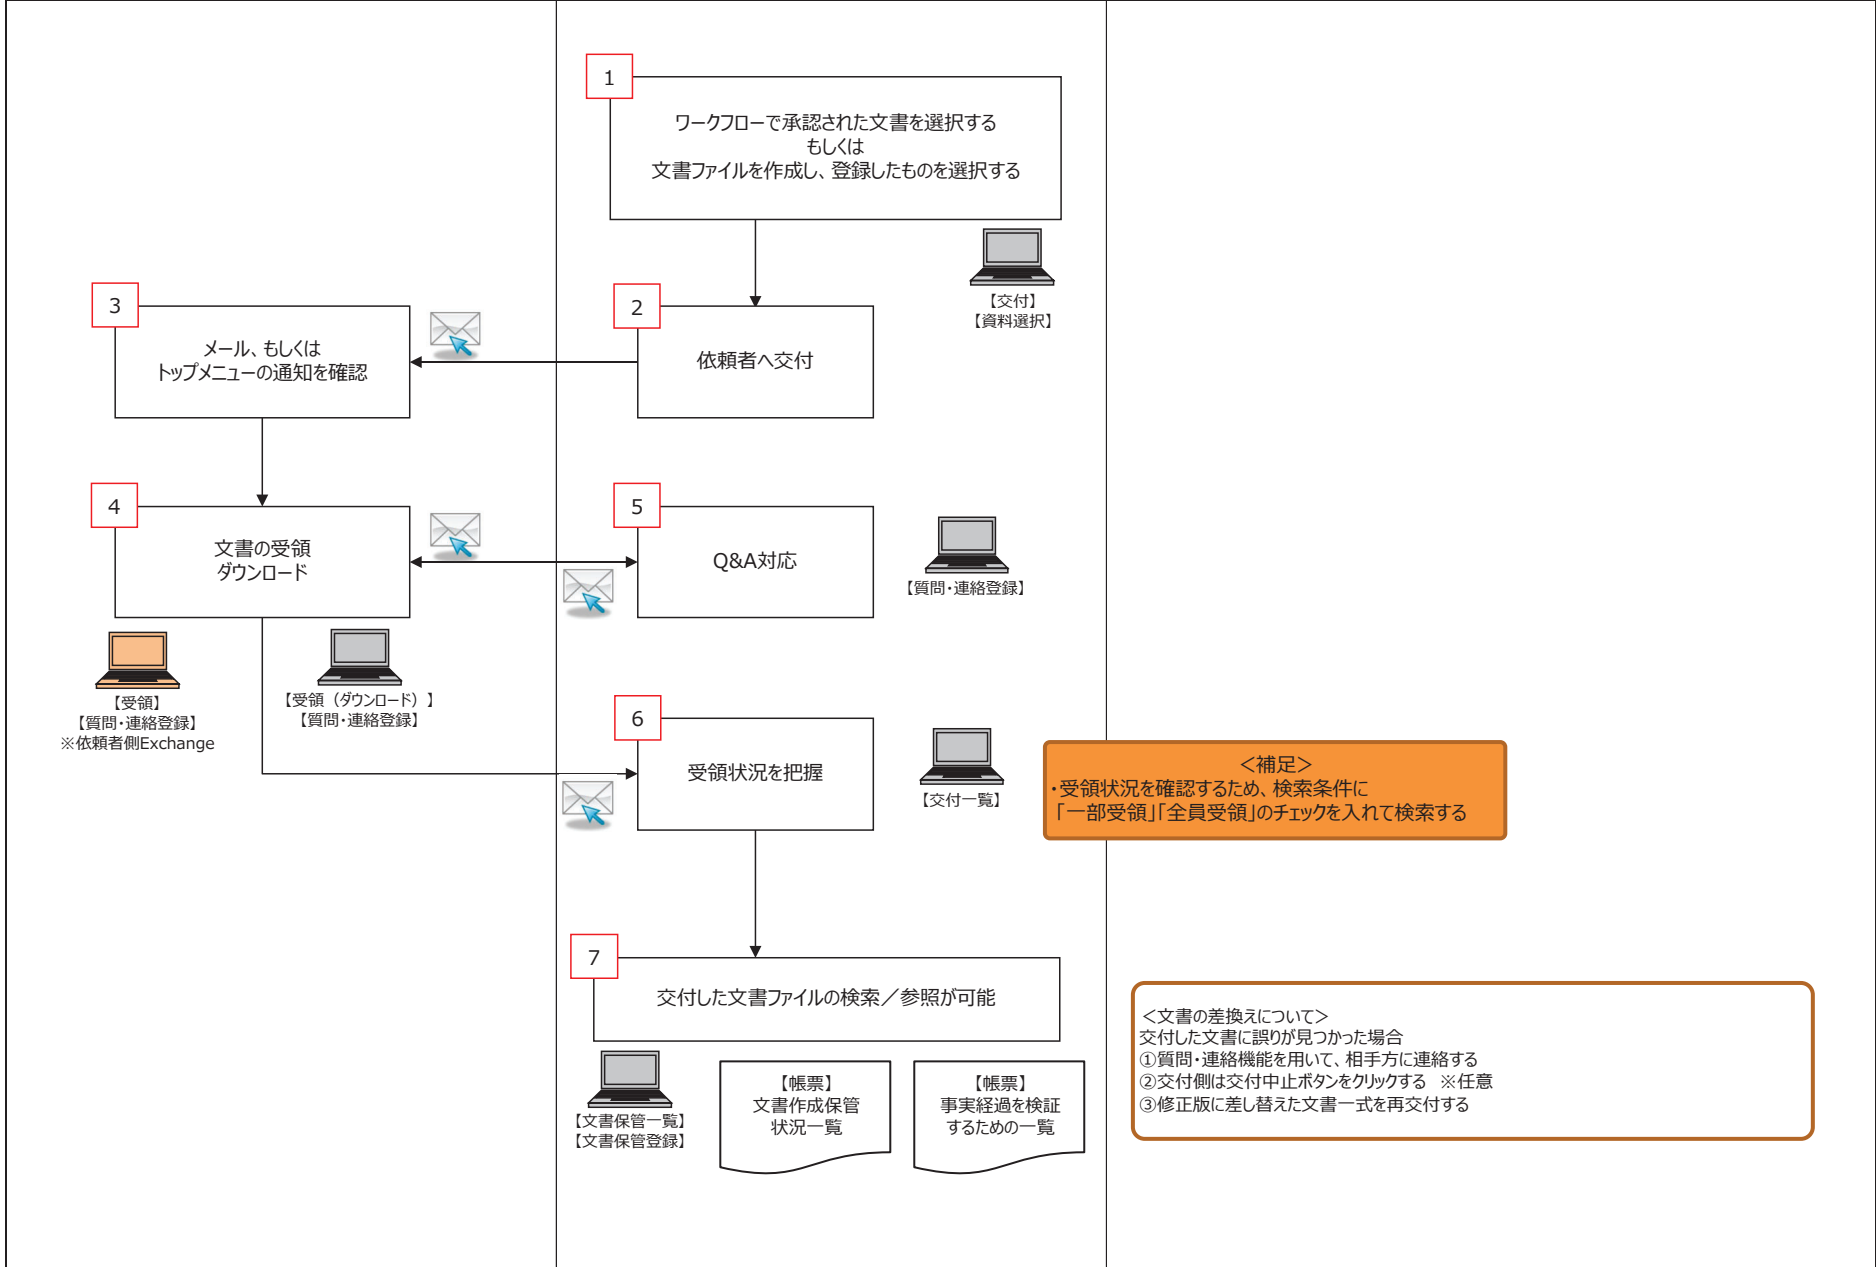 1
ワークフローで承認された文書を選択する
もしくは
文書ファイルを作成し、登録したものを選択する
【交付】
【資料選択】
2
依頼者へ交付
3
メール、もしくは
トップメニューの通知を確認
4
文書の受領
ダウンロード
【受領】
【質問・連絡登録】
※依頼者側Exchange
【受領（ダウンロード）】
【質問・連絡登録】
5
Q&A対応
【質問・連絡登録】
6
受領状況を把握
【交付一覧】
＜補足＞
・受領状況を確認するため、検索条件に
「一部受領」「全員受領」のチェックを入れて検索する
7
交付した文書ファイルの検索／参照が可能
【文書保管一覧】
【文書保管登録】
【帳票】
文書作成保管
状況一覧
【帳票】
事実経過を検証
するための一覧
＜文書の差換えについて＞
交付した文書に誤りが見つかった場合
①質問・連絡機能を用いて、相手方に連絡する
②交付側は交付中止ボタンをクリックする　※任意
③修正版に差し替えた文書一式を再交付する